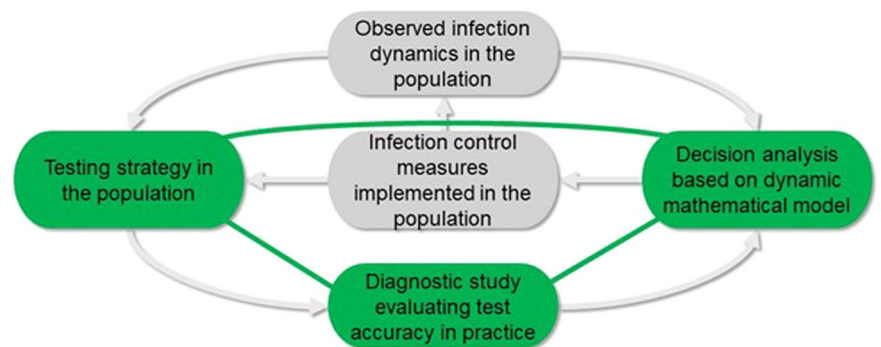 Observed infection
dynamics in the
population
Testing strategy in
the population
Infection control
measures
implemented in the
population
Decision analysis
based on dynamic
mathematical model
Diagnostic study
evaluating test
accuracy in practice